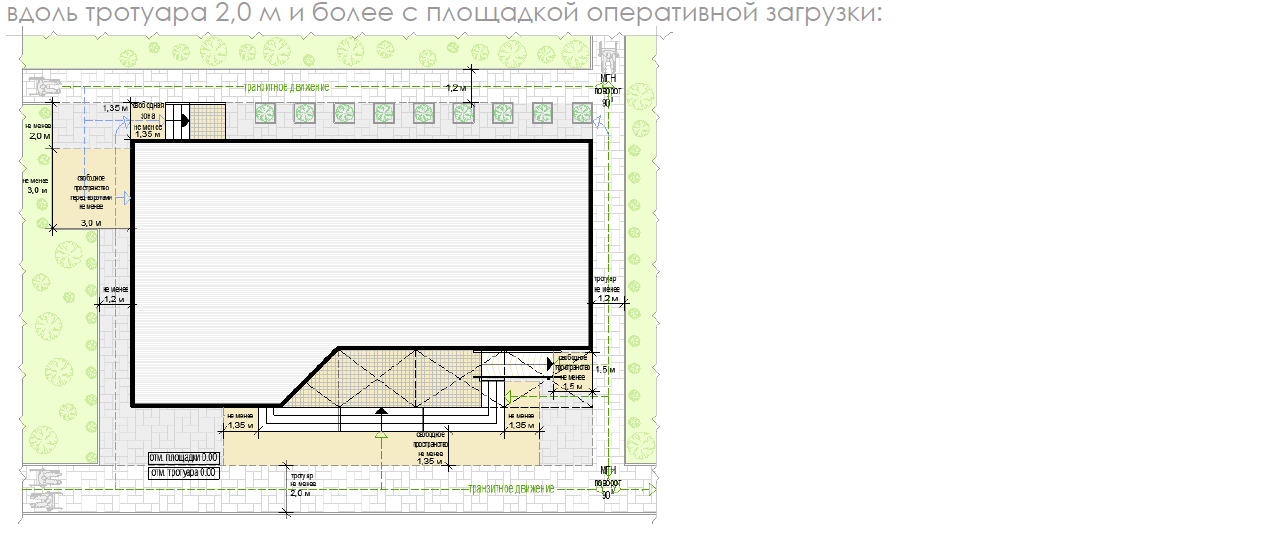 вдоль тротуара 2,0 м и более с площадкой оперативной загрузки:
транзитное движение
1,2 м
МГН
поворот
90°
1,35 м
свободная
зона
не менее
1,35 м
не менее
2,0 м
не менее
3,0 м
свободное
пространство
перед воротами
не менее
3,0 м
не менее
1,2 м
тротуар
не менее
1,2 м
свободное
пространство
не менее
1,5 м
1,5 м
не менее
1,35 м
не менее
1,35 м
свободное
пространство
не менее
1,35 м
отм. площадки 0.00
отм. тротуара 0.00
тротуар
не менее
2,0 м
транзитное движение
МГН
поворот
90°